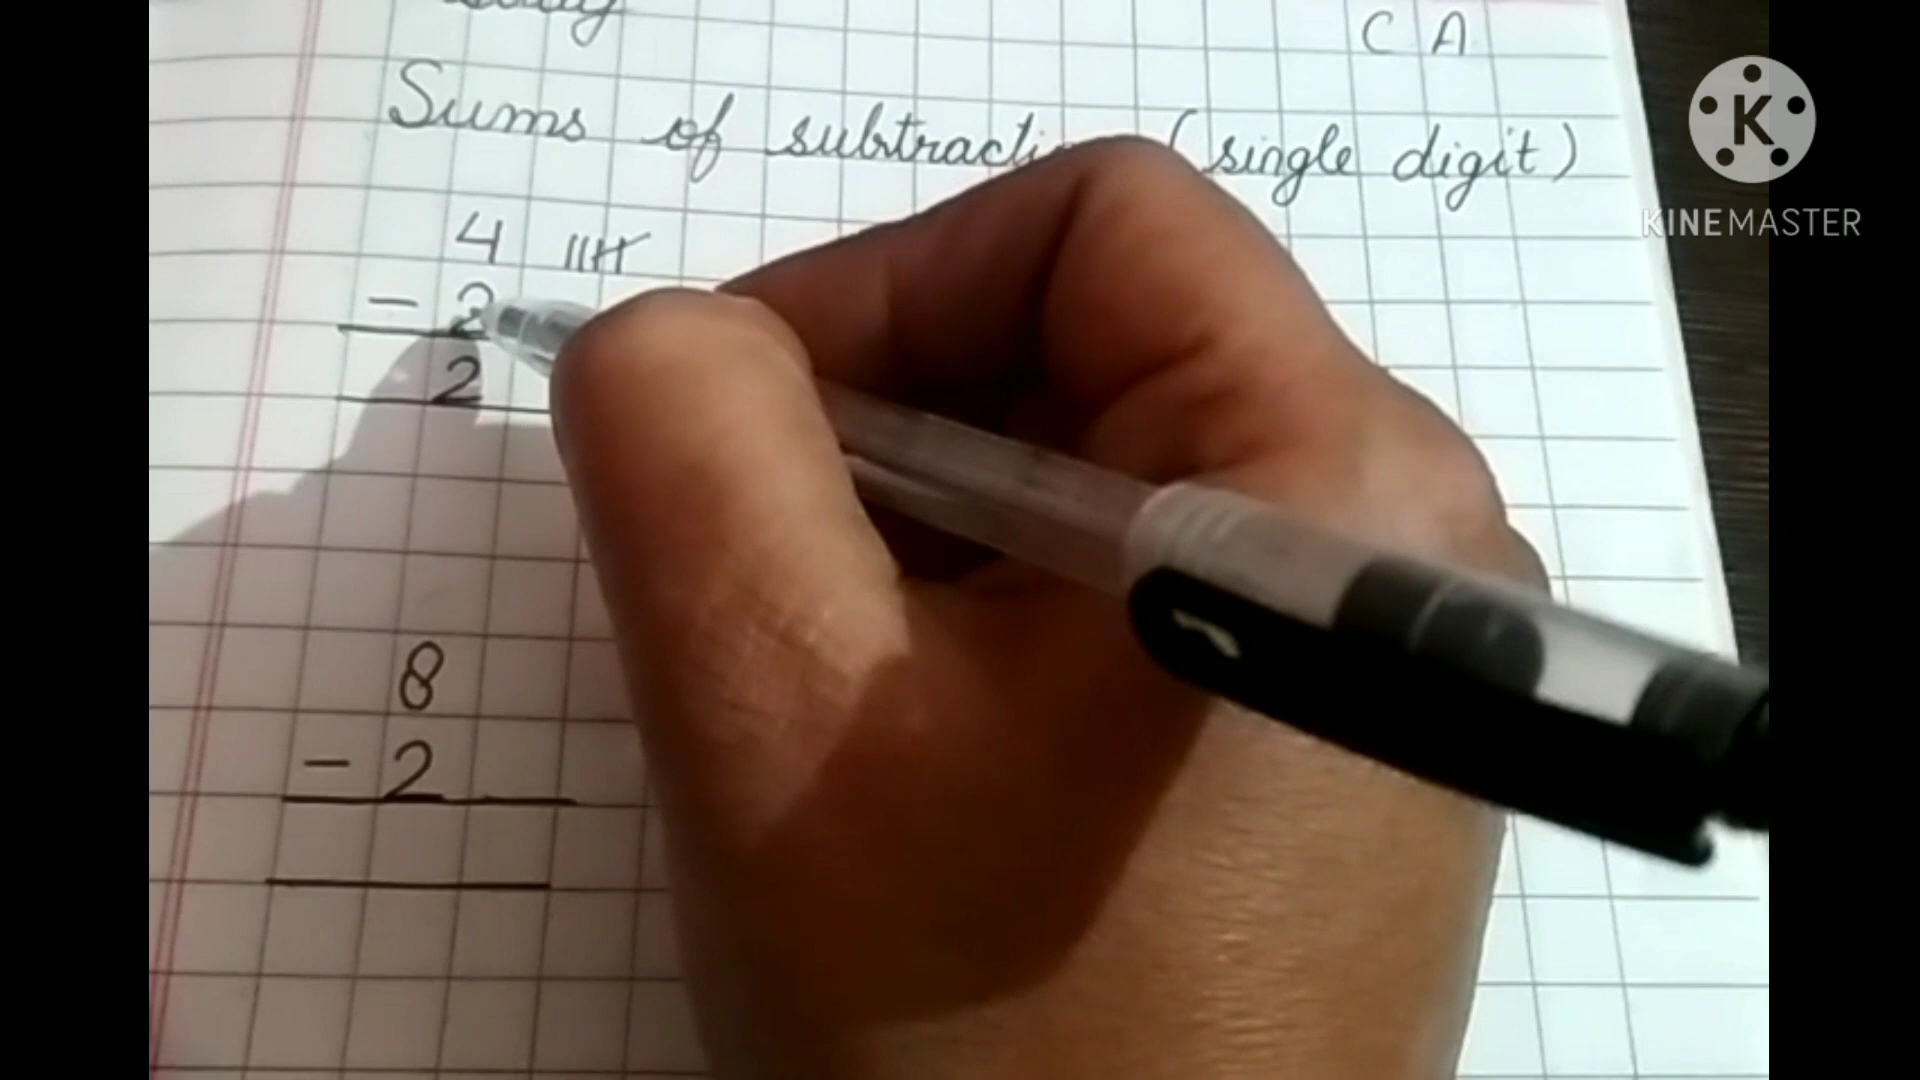 C A
Sums of subtracti (single digit)
K
KINEMASTER
4
- 2
2
8
- 2